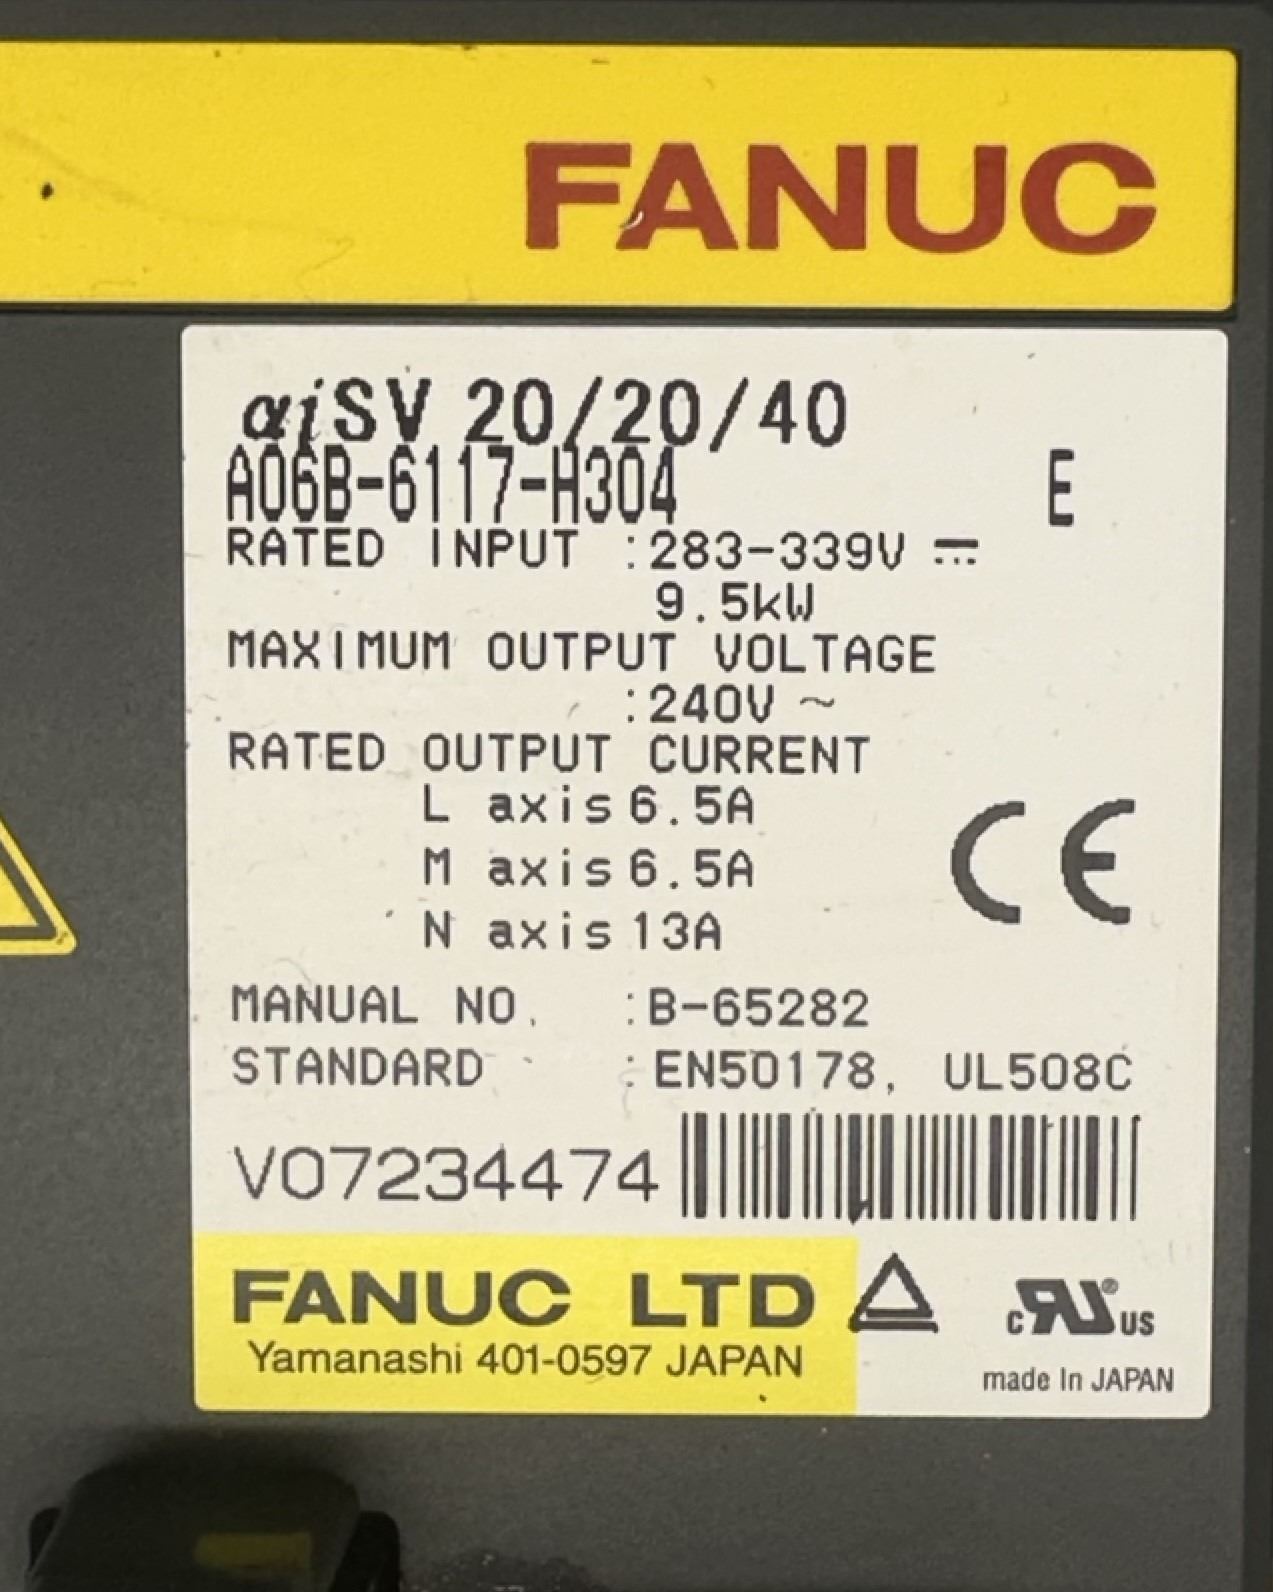 FANUC
αiSV 20/20/40
A06B-6117-H304 E
RATED INPUT :283-339V ⎓
9.5kW
MAXIMUM OUTPUT VOLTAGE
:240V ~
RATED OUTPUT CURRENT
L axis 6.5A
M axis 6.5A
N axis 13A
CE
MANUAL NO. :B-65282
STANDARD :EN50178, UL508C
V07234474
FANUC LTD
Yamanashi 401-0597 JAPAN
c RU® US
made In JAPAN